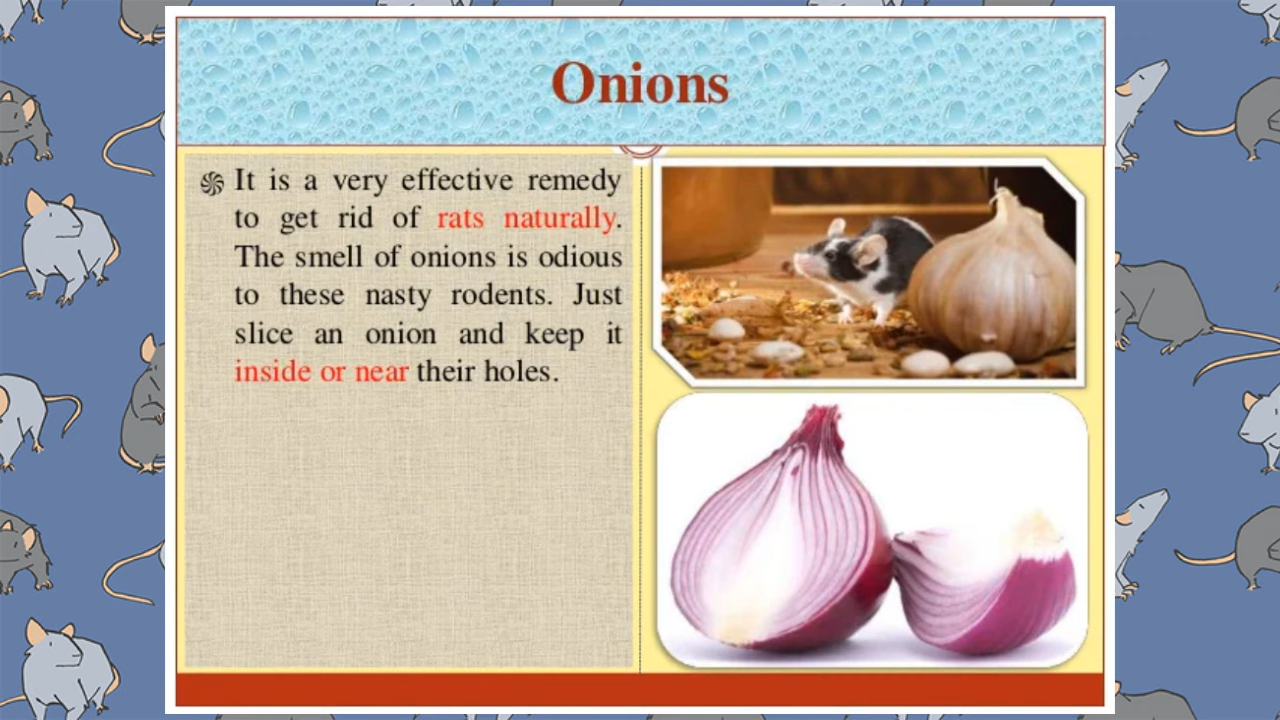 Onions
It is a very effective remedy
to get rid of rats naturally.
The smell of onions is odious
to these nasty rodents. Just
slice an onion and keep it
inside or near their holes.